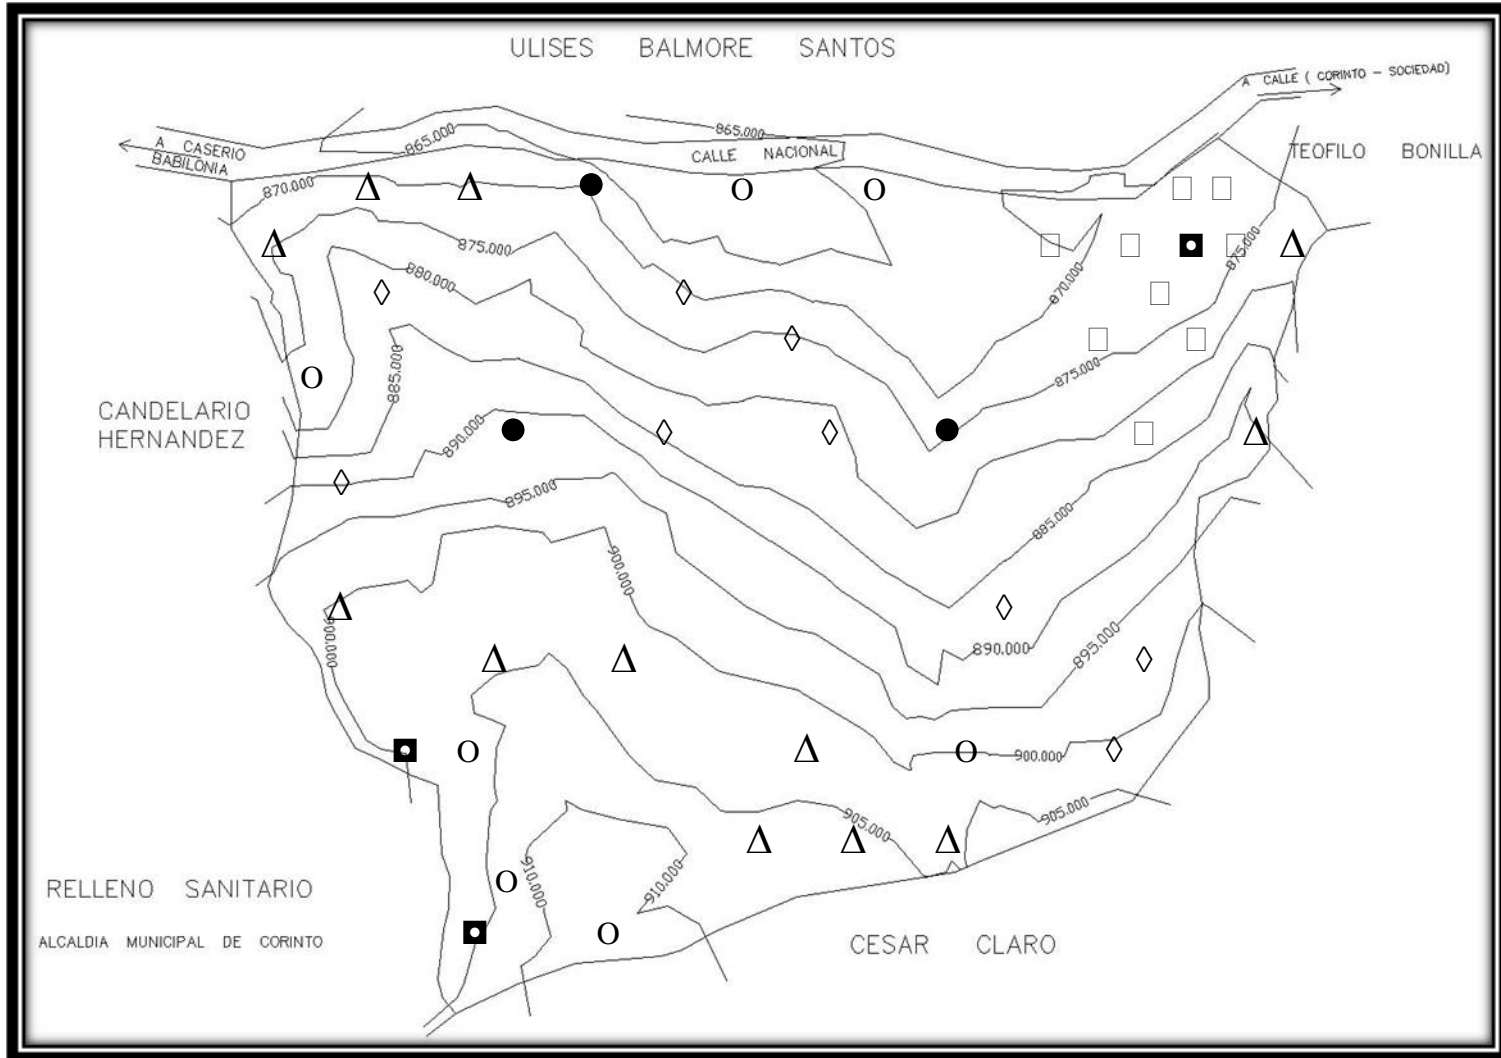 ULISES BALMORE SANTOS
A CALLE ( CORINTO - SOCIEDAD)
A CASERIO
BABILONIA
865.000
865.000
CALLE NACIONAL
TEOFILO BONILLA
870.000
875.000
875.000
880.000
870.000
885.000
875.000
CANDELARIO
HERNANDEZ
890.000
895.000
885.000
900.000
900.000
890.000
895.000
900.000
905.000
905.000
910.000
910.000
RELLENO SANITARIO
ALCALDIA MUNICIPAL DE CORINTO
CESAR CLARO